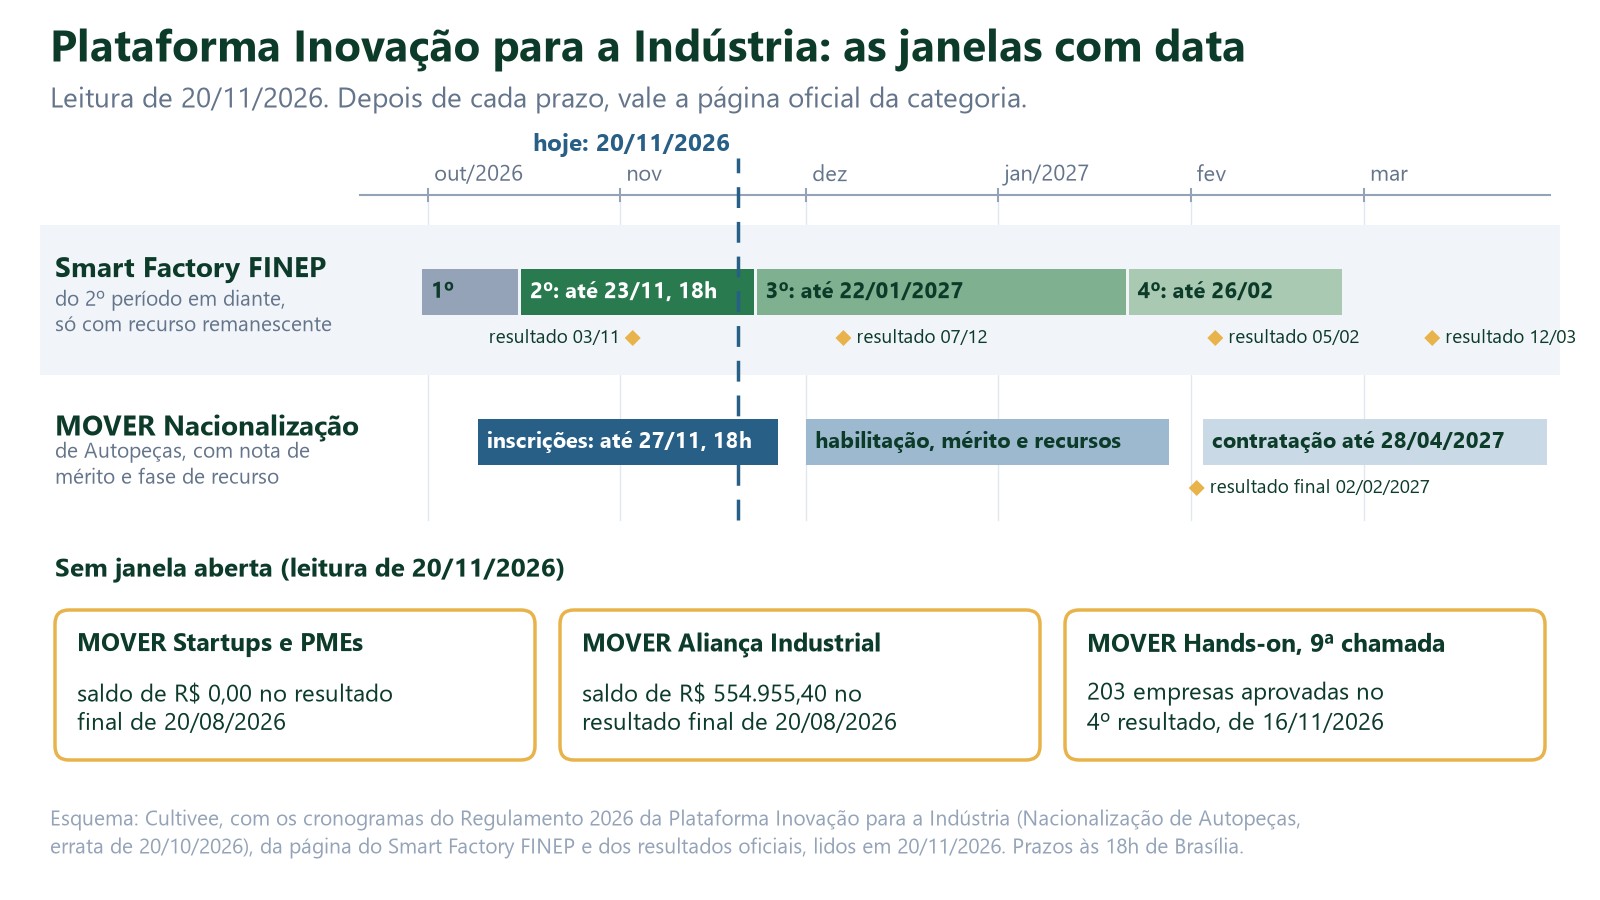 Plataforma Inovação para a Indústria: as janelas com data
Leitura de 20/11/2026. Depois de cada prazo, vale a página oficial da categoria.
hoje: 20/11/2026
out/2026 nov dez jan/2027 fev mar
Smart Factory FINEP
do 2º período em diante,
só com recurso remanescente
1º 2º: até 23/11, 18h 3º: até 22/01/2027 4º: até 26/02
resultado 03/11 resultado 07/12 resultado 05/02 resultado 12/03
MOVER Nacionalização
de Autopeças, com nota de
mérito e fase de recurso
inscrições: até 27/11, 18h habilitação, mérito e recursos contratação até 28/04/2027
resultado final 02/02/2027
Sem janela aberta (leitura de 20/11/2026)
MOVER Startups e PMEs
saldo de R$ 0,00 no resultado
final de 20/08/2026
MOVER Aliança Industrial
saldo de R$ 554.955,40 no
resultado final de 20/08/2026
MOVER Hands-on, 9ª chamada
203 empresas aprovadas no
4º resultado, de 16/11/2026
Esquema: Cultivee, com os cronogramas do Regulamento 2026 da Plataforma Inovação para a Indústria (Nacionalização de Autopeças,
errata de 20/10/2026), da página do Smart Factory FINEP e dos resultados oficiais, lidos em 20/11/2026. Prazos às 18h de Brasília.